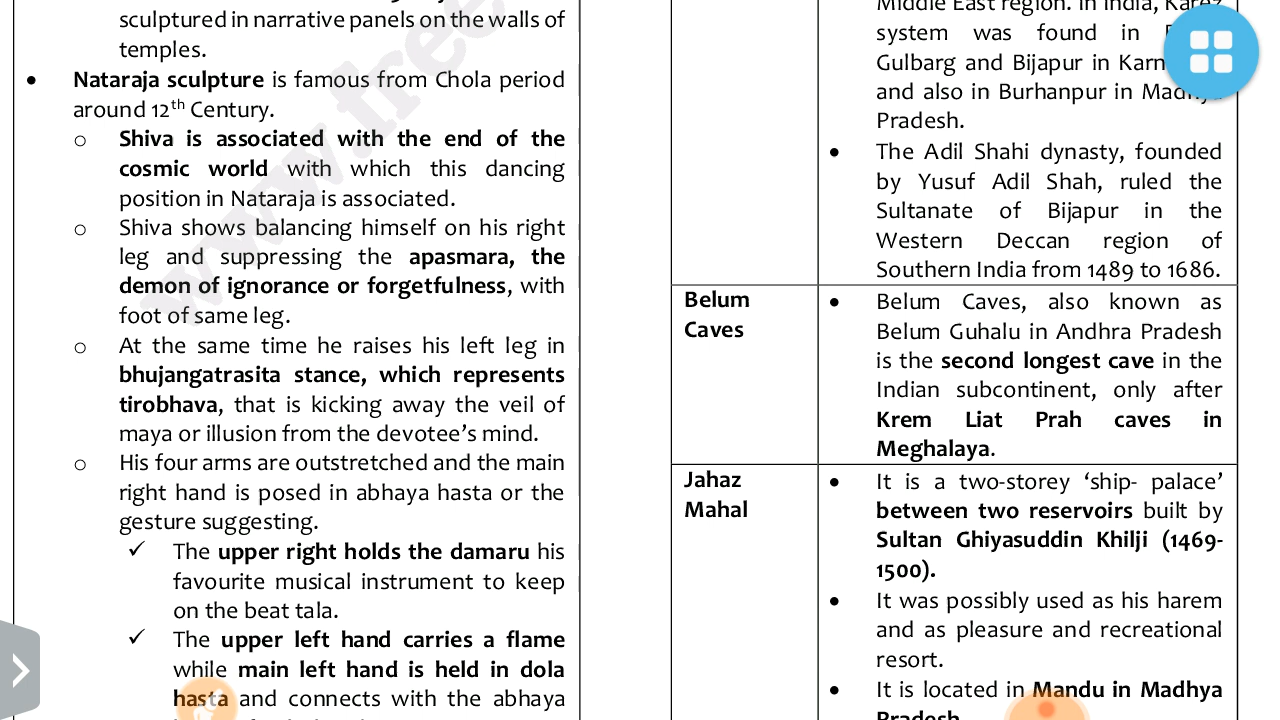 sculptured in narrative panels on the walls of
temples.
• Nataraja sculpture is famous from Chola period
around 12th Century.
o Shiva is associated with the end of the
cosmic world with which this dancing
position in Nataraja is associated.
o Shiva shows balancing himself on his right
leg and suppressing the apasmara, the
demon of ignorance or forgetfulness, with
foot of same leg.
o At the same time he raises his left leg in
bhujangatrasita stance, which represents
tirobhava, that is kicking away the veil of
maya or illusion from the devotee’s mind.
o His four arms are outstretched and the main
right hand is posed in abhaya hasta or the
gesture suggesting.
✓ The upper right holds the damaru his
favourite musical instrument to keep
on the beat tala.
✓ The upper left hand carries a flame
while main left hand is held in dola
hasta and connects with the abhaya
Middle East region. In India, Karez
system was found in
Gulbarg and Bijapur in
and also in Burhanpur in Madhya
Pradesh.
• The Adil Shahi dynasty, founded
by Yusuf Adil Shah, ruled the
Sultanate of Bijapur in the
Western Deccan region of
Southern India from 1489 to 1686.
Belum
Caves
• Belum Caves, also known as
Belum Guhalu in Andhra Pradesh
is the second longest cave in the
Indian subcontinent, only after
Krem Liat Prah caves in
Meghalaya.
Jahaz
Mahal
• It is a two-storey ‘ship- palace’
between two reservoirs built by
Sultan Ghiyasuddin Khilji (1469-
1500).
• It was possibly used as his harem
and as pleasure and recreational
resort.
• It is located in Mandu in Madhya
Pradesh.